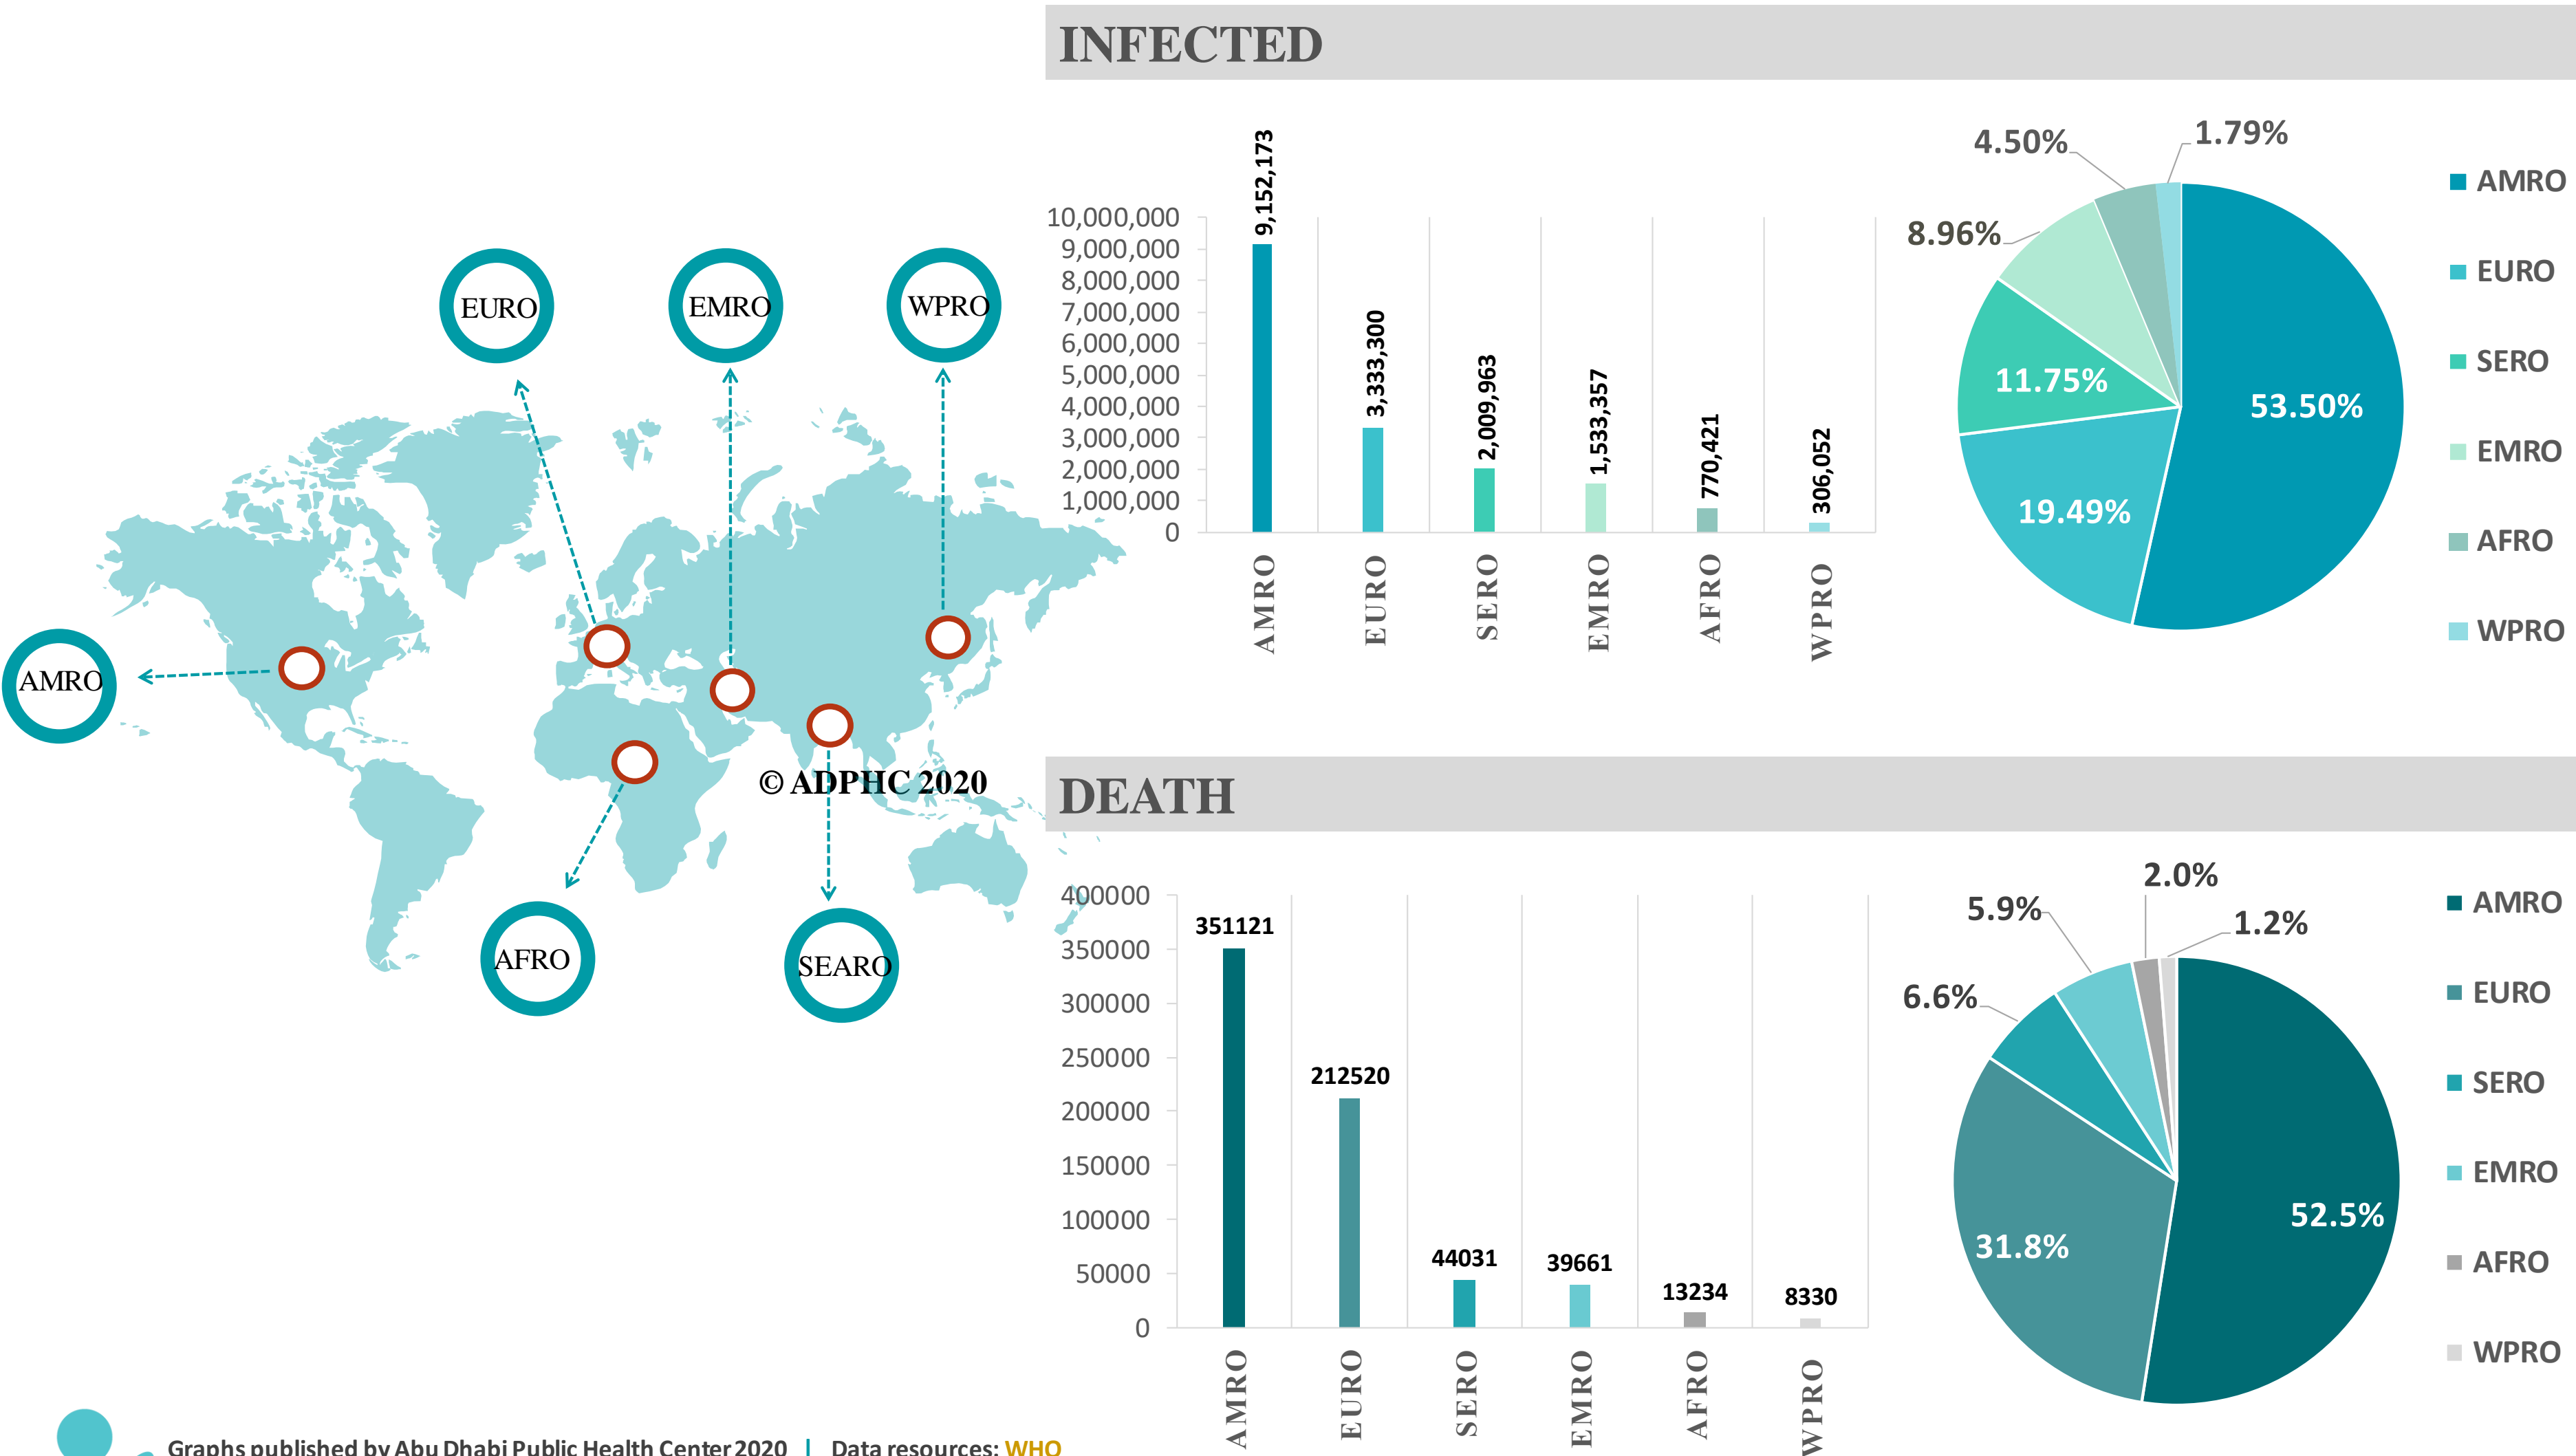 INFECTED
EURO
EMRO
WPRO
AMRO
© ADPHC 2020
AFRO
SEARO
10,000,000
9,000,000
8,000,000
7,000,000
6,000,000
5,000,000
4,000,000
3,000,000
2,000,000
1,000,000
0
9,152,173
3,333,300
2,009,963
1,533,357
770,421
306,052
AMRO
EURO
SERO
EMRO
AFRO
WPRO
4.50%
1.79%
8.96%
11.75%
53.50%
19.49%
AMRO
EURO
SERO
EMRO
AFRO
WPRO
DEATH
400000
350000
300000
250000
200000
150000
100000
50000
0
351121
212520
44031
39661
13234
8330
AMRO
EURO
SERO
EMRO
AFRO
WPRO
2.0%
5.9%
1.2%
6.6%
52.5%
31.8%
AMRO
EURO
SERO
EMRO
AFRO
WPRO
Graphs published by Abu Dhabi Public Health Center 2020 | Data resources: WHO